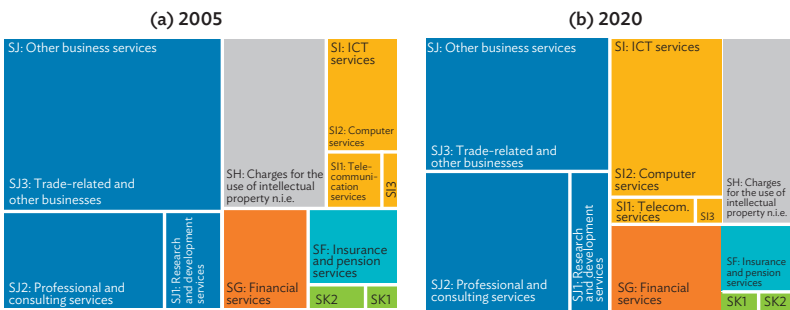 (a) 2005
SJ: Other business services
SJ3: Trade-related and
other businesses
SJ2: Professional and
consulting services
SJ1: Research
and development
services
SH: Charges for the
use of intellectual
property n.i.e.
SI: ICT
services
SI2: Computer
services
SI1: Tele-
communi-
cation
services
SI3
SG: Financial
services
SF: Insurance
and pension
services
SK2
SK1
(b) 2020
SJ: Other business services
SJ3: Trade-related and
other businesses
SJ2: Professional and
consulting services
SJ1: Research
and development
services
SI: ICT services
SI2: Computer
services
SI1: Telecom.
services
SI3
SH: Charges
for the use of
intellectual
property n.i.e.
SG: Financial
services
SF: Insurance
and pension
services
SK1
SK2